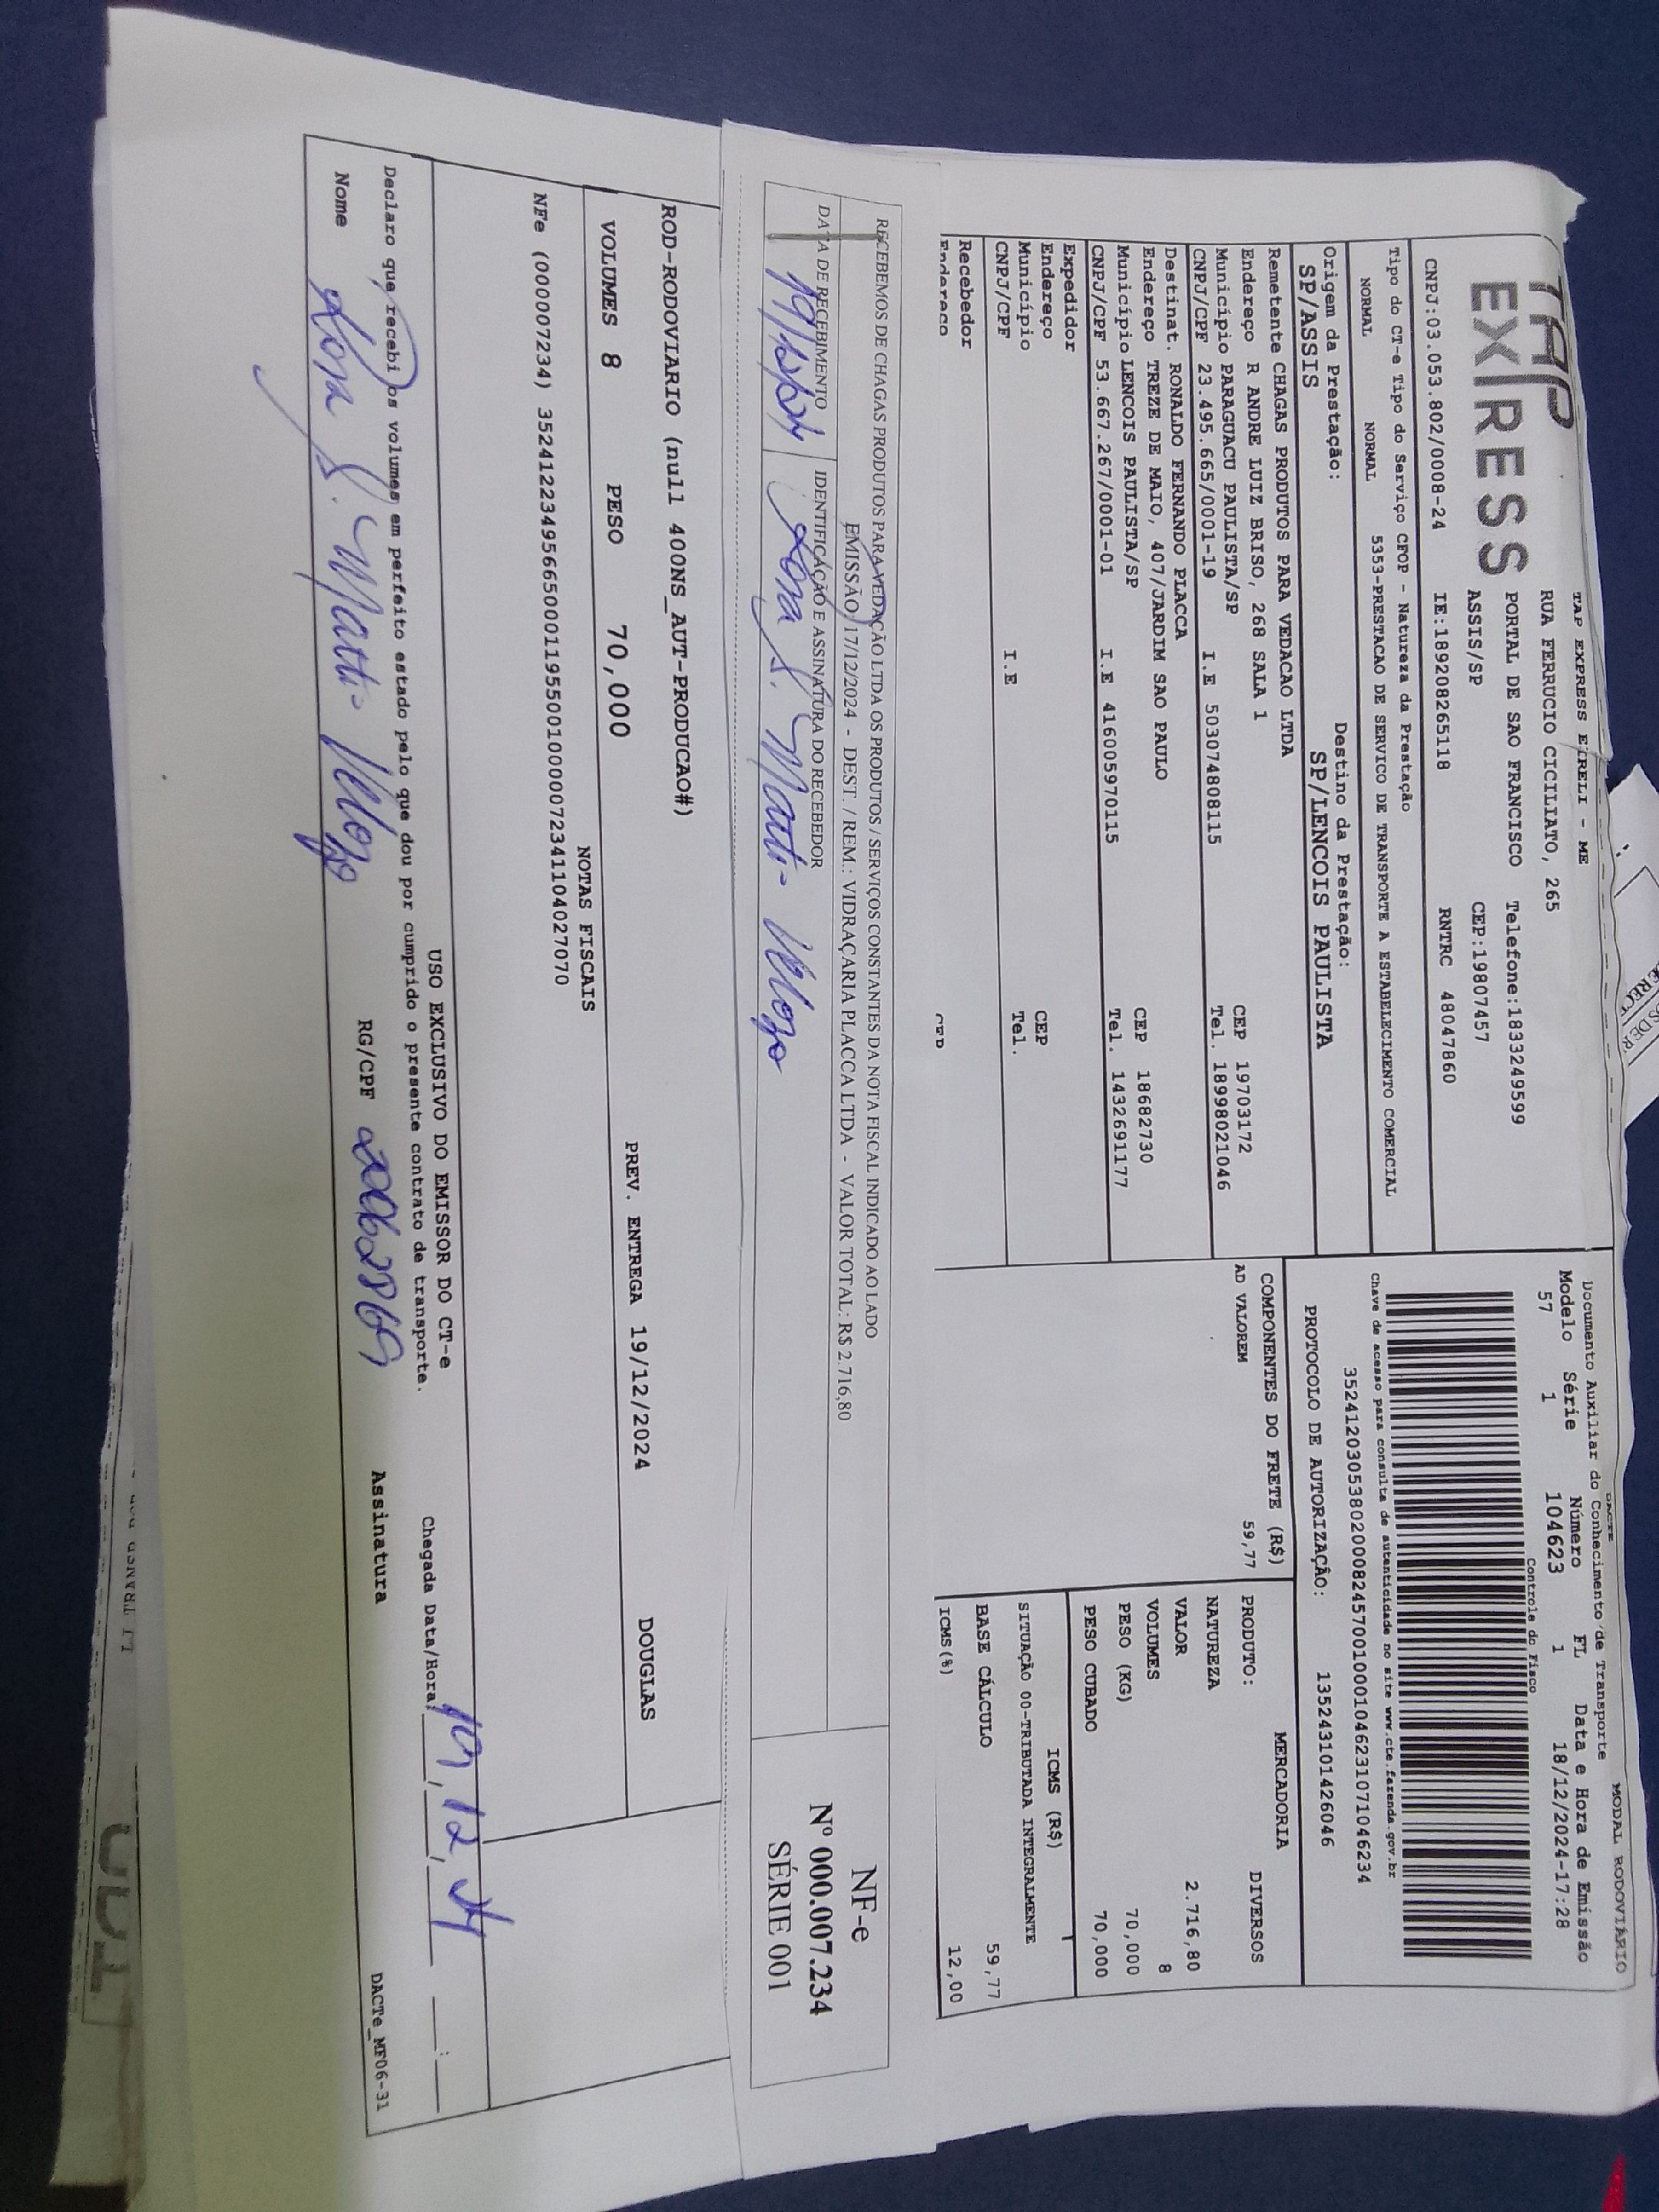 TAP EXPRESS
TAP EXPRESS EIRELI - ME
RUA FERRUCIO CICILIATO, 265
PORTAL DE SAO FRANCISCO Telefone:1833249599
ASSIS/SP CEP:19807457
CNPJ:03.053.802/0008-24 IE:189208265118 RNTRC 48047860
Tipo do CT-e Tipo do Serviço CFOP - Natureza da Prestação
NORMAL NORMAL 5353-PRESTACAO DE SERVICO DE TRANSPORTE A ESTABELECIMENTO COMERCIAL
Origem da Prestação: Destino da Prestação:
SP/ASSIS SP/LENCOIS PAULISTA
DACTE MODAL RODOVIÁRIO
Documento Auxiliar do Conhecimento de Transporte
Modelo Série Número FL Data e Hora de Emissão
57 1 104623 1 18/12/2024-17:28
Controle do Fisco
Chave de acesso para consulta de autenticidade no site www.cte.fazenda.gov.br
35241203053802000824570010001046231071046234
PROTOCOLO DE AUTORIZAÇÃO: 135243101426046
Remetente CHAGAS PRODUTOS PARA VEDACAO LTDA
Endereço R ANDRE LUIZ BRISO, 268 SALA 1 CEP 19703172
Município PARAGUACU PAULISTA/SP Tel. 18998021046
CNPJ/CPF 23.495.665/0001-19 I.E 503074808115
Destinat. RONALDO FERNANDO PLACCA
Endereço TREZE DE MAIO, 407/JARDIM SAO PAULO CEP 18682730
Município LENCOIS PAULISTA/SP Tel. 1432691177
CNPJ/CPF 53.667.267/0001-01 I.E 416005970115
Expedidor
Endereço CEP
Município Tel.
CNPJ/CPF I.E
Recebedor
Endereço CEP
COMPONENTES DO FRETE (R$)
AD VALOREM 59,77
MERCADORIA
PRODUTO: DIVERSOS
NATUREZA
VALOR 2.716,80
VOLUMES 8
PESO (KG) 70,000
PESO CUBADO 70,000
ICMS (R$)
SITUAÇÃO 00-TRIBUTADA INTEGRALMENTE
BASE CÁLCULO 59,77
ICMS(%) 12,00
RECEBEMOS DE CHAGAS PRODUTOS PARA VEDAÇÃO LTDA OS PRODUTOS / SERVIÇOS CONSTANTES DA NOTA FISCAL INDICADO AO LADO
EMISSÃO 17/12/2024 - DEST. / REM.: VIDRAÇARIA PLACCA LTDA - VALOR TOTAL: R$ 2.716,80
DATA DE RECEBIMENTO IDENTIFICAÇÃO E ASSINATURA DO RECEBEDOR
19/12/24
NF-e
Nº 000.007.234
SÉRIE 001
ROD-RODOVIARIO (null 400NS_AUT-PRODUCAO#)
VOLUMES 8 PESO 70,000 PREV. ENTREGA 19/12/2024 DOUGLAS
NOTAS FISCAIS
NFe (000007234) 35241223495665000119550010000072341104027070
USO EXCLUSIVO DO EMISSOR DO CT-e
Declaro que recebi os volumes em perfeito estado pelo que dou por cumprido o presente contrato de transporte. Chegada Data/Hora 19/12/24 :
Nome RG/CPF Assinatura
DACTe_MF06-31